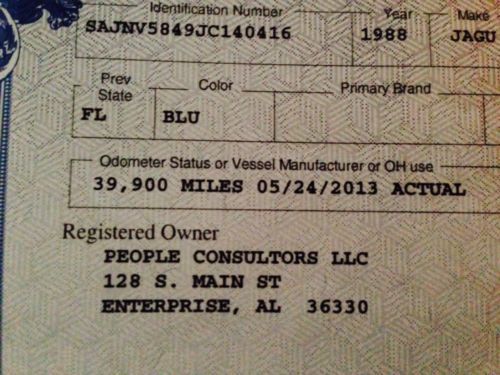 Identification Number Year Make
SAJNV5849JC140416 1988 JAGU
Prev State Color Primary Brand
FL BLU
Odometer Status or Vessel Manufacturer or OH use
39,900 MILES 05/24/2013 ACTUAL
Registered Owner
PEOPLE CONSULTORS LLC
128 S. MAIN ST
ENTERPRISE, AL 36330